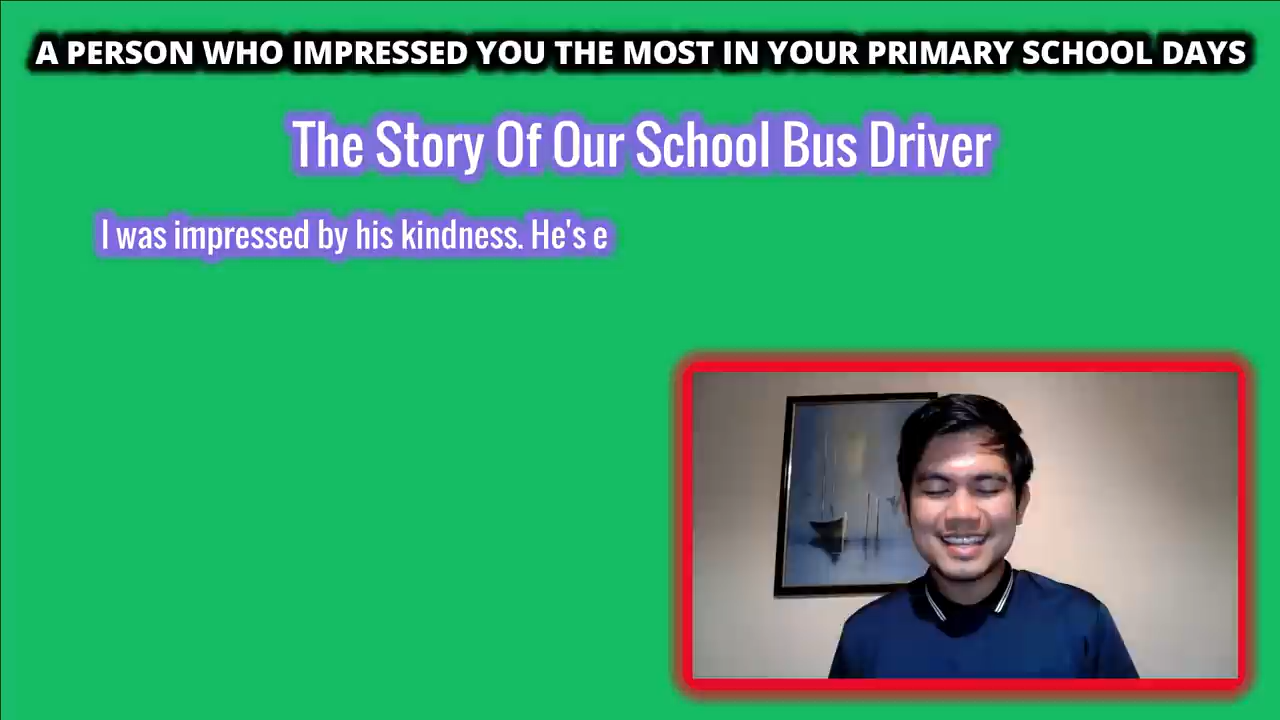 A PERSON WHO IMPRESSED YOU THE MOST IN YOUR PRIMARY SCHOOL DAYS
The Story Of Our School Bus Driver
I was impressed by his kindness. He's e